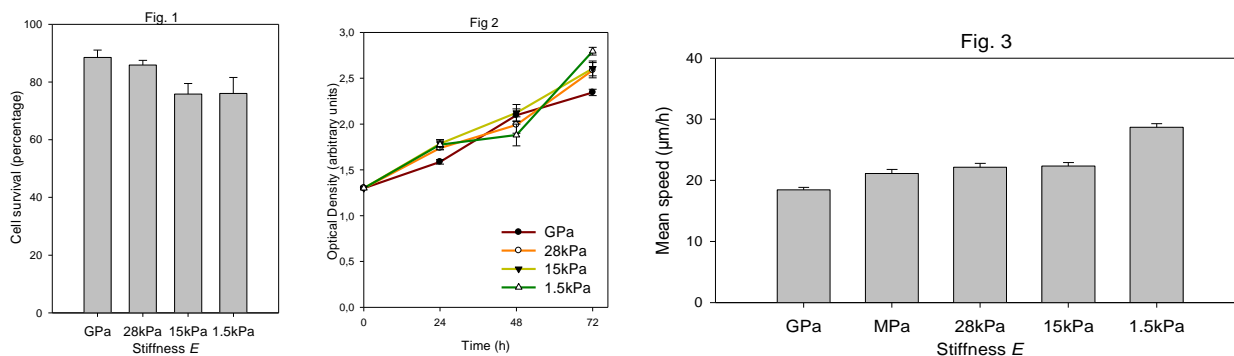 Fig. 1
Cell survival (percentage)
100
80
60
40
20
0
GPa 28kPa 15kPa 1.5kPa
Stiffness E
Fig 2
Optical Density (arbitrary units)
3,0
2,5
2,0
1,5
1,0
0,5
0,0
GPa
28kPa
15kPa
1.5kPa
0 24 48 72
Time (h)
Fig. 3
Mean speed (µm/h)
40
30
20
10
0
GPa MPa 28kPa 15kPa 1.5kPa
Stiffness E